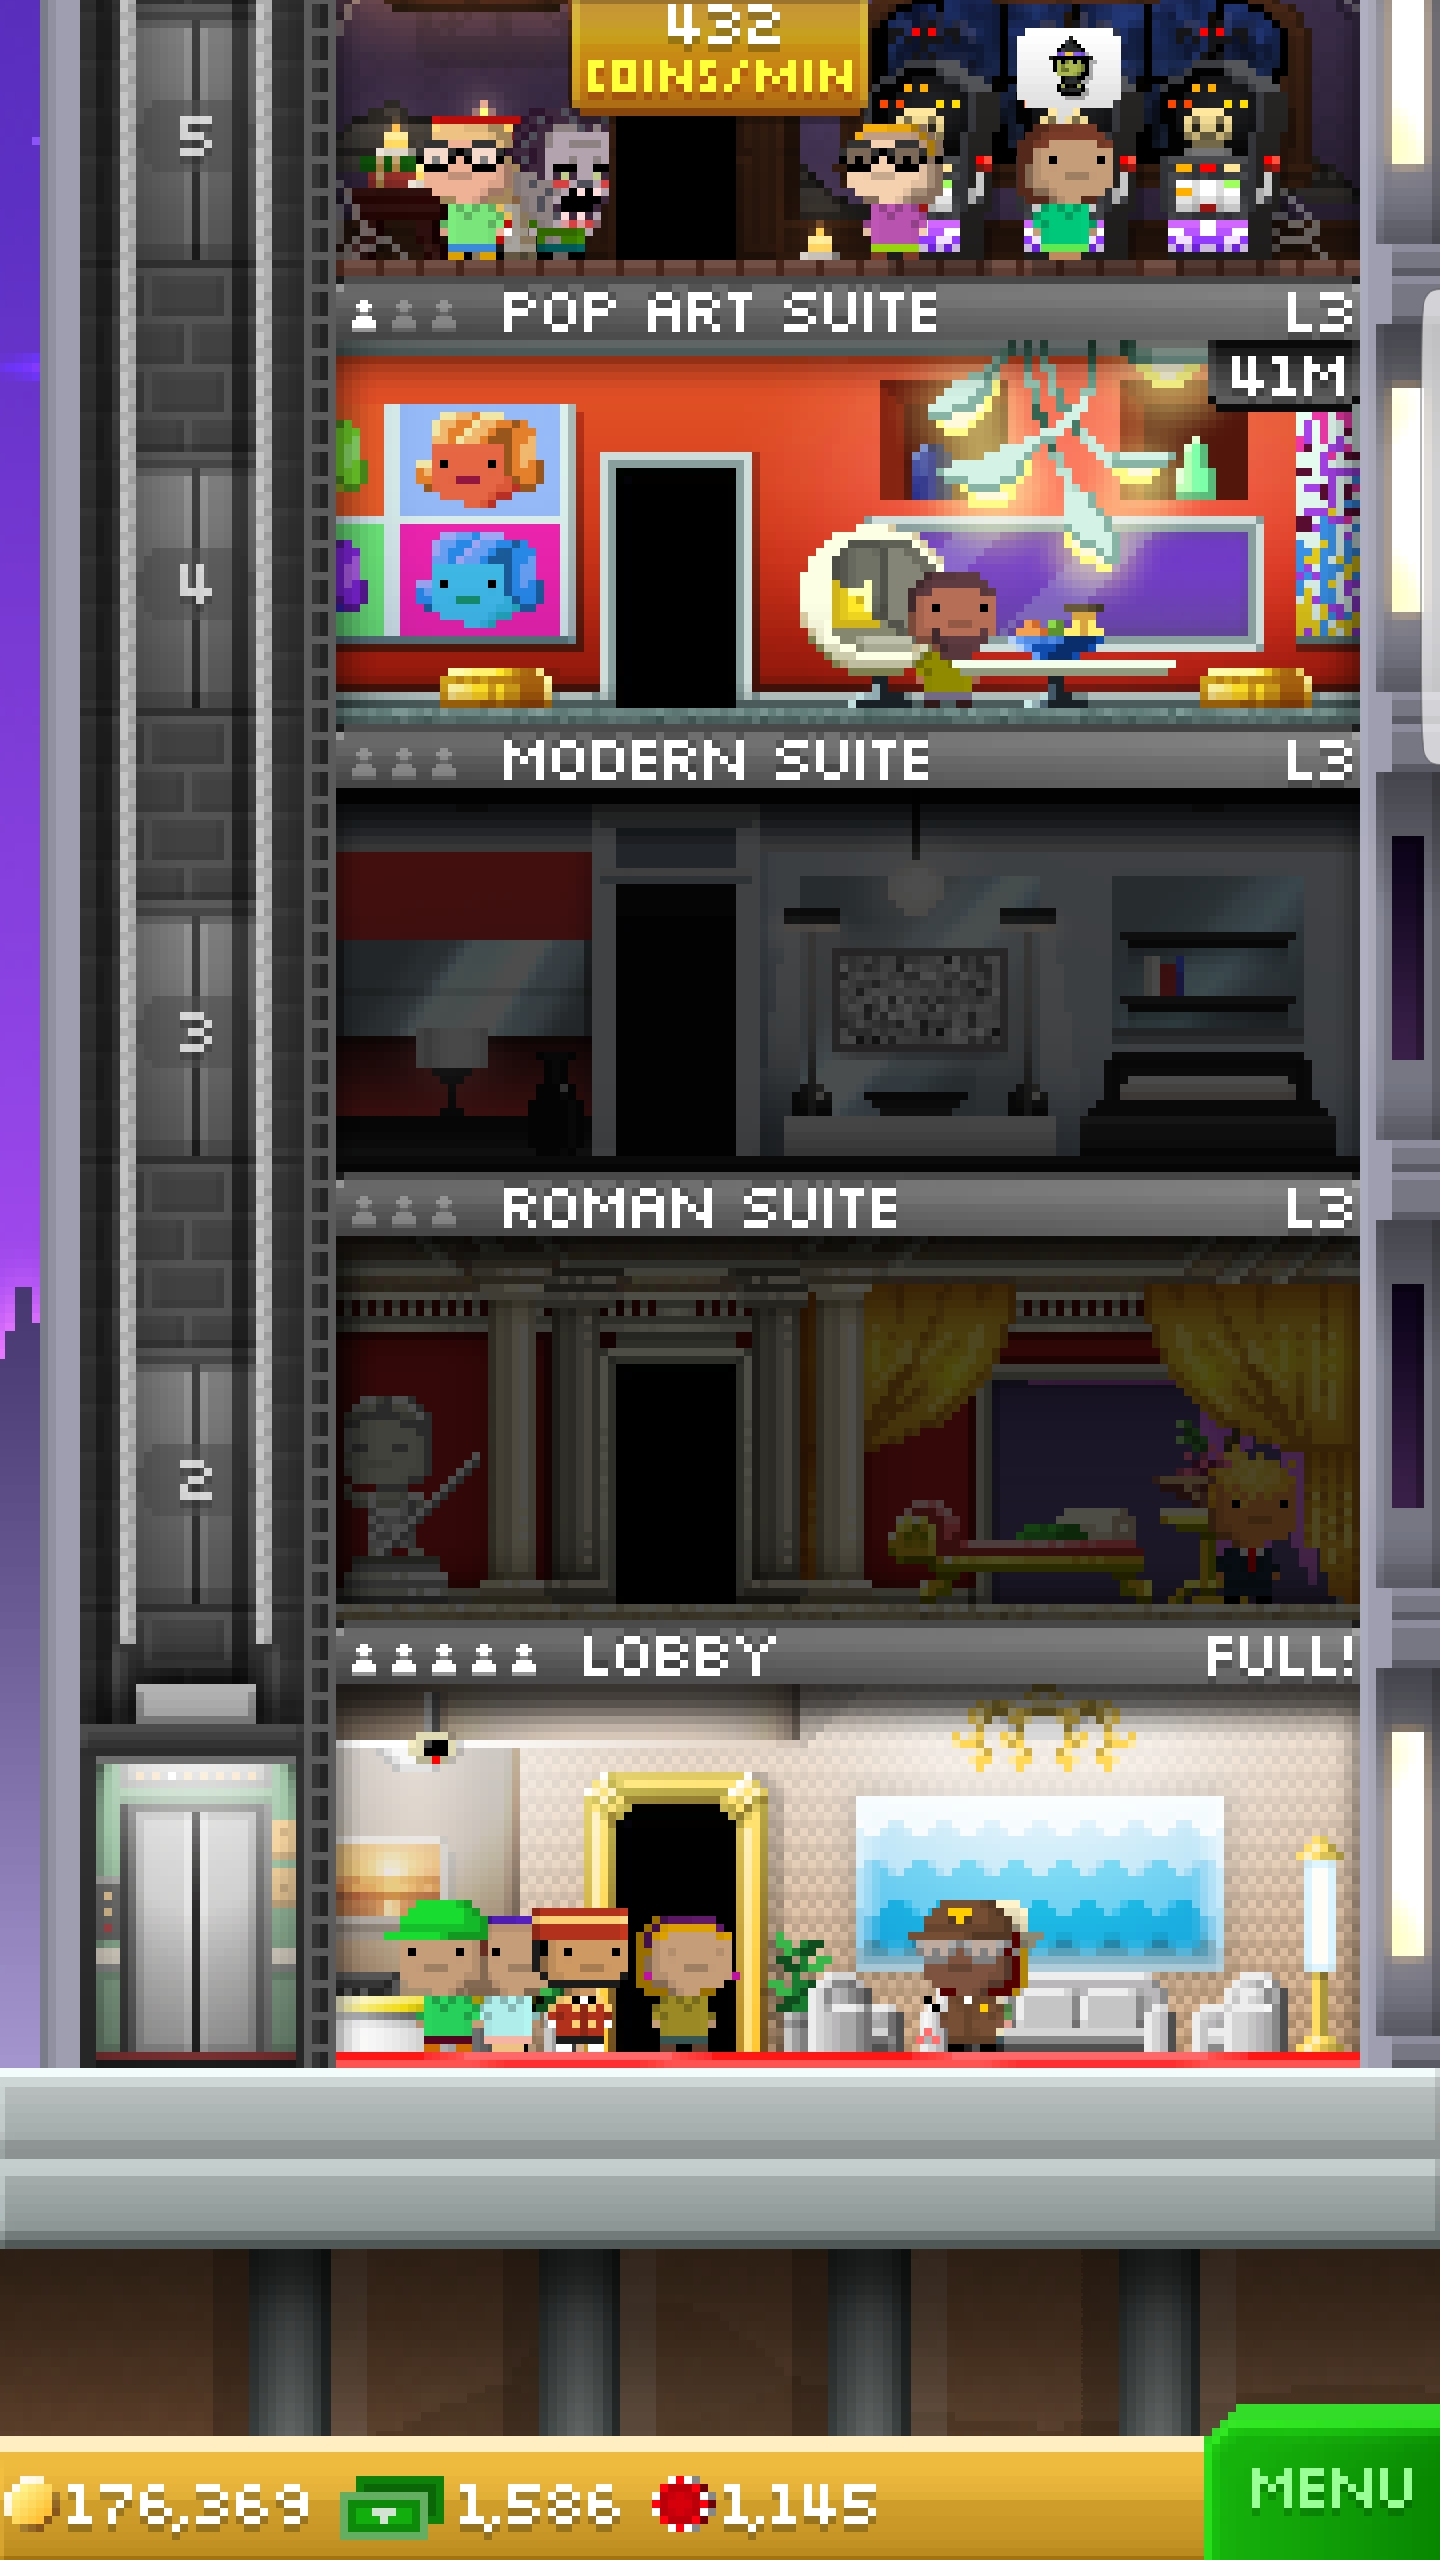 432
COINS/MIN
5
POP ART SUITE L3
41M
4
MODERN SUITE L3
3
ROMAN SUITE L3
2
LOBBY FULL!
176,369 1,586 1,145
MENU